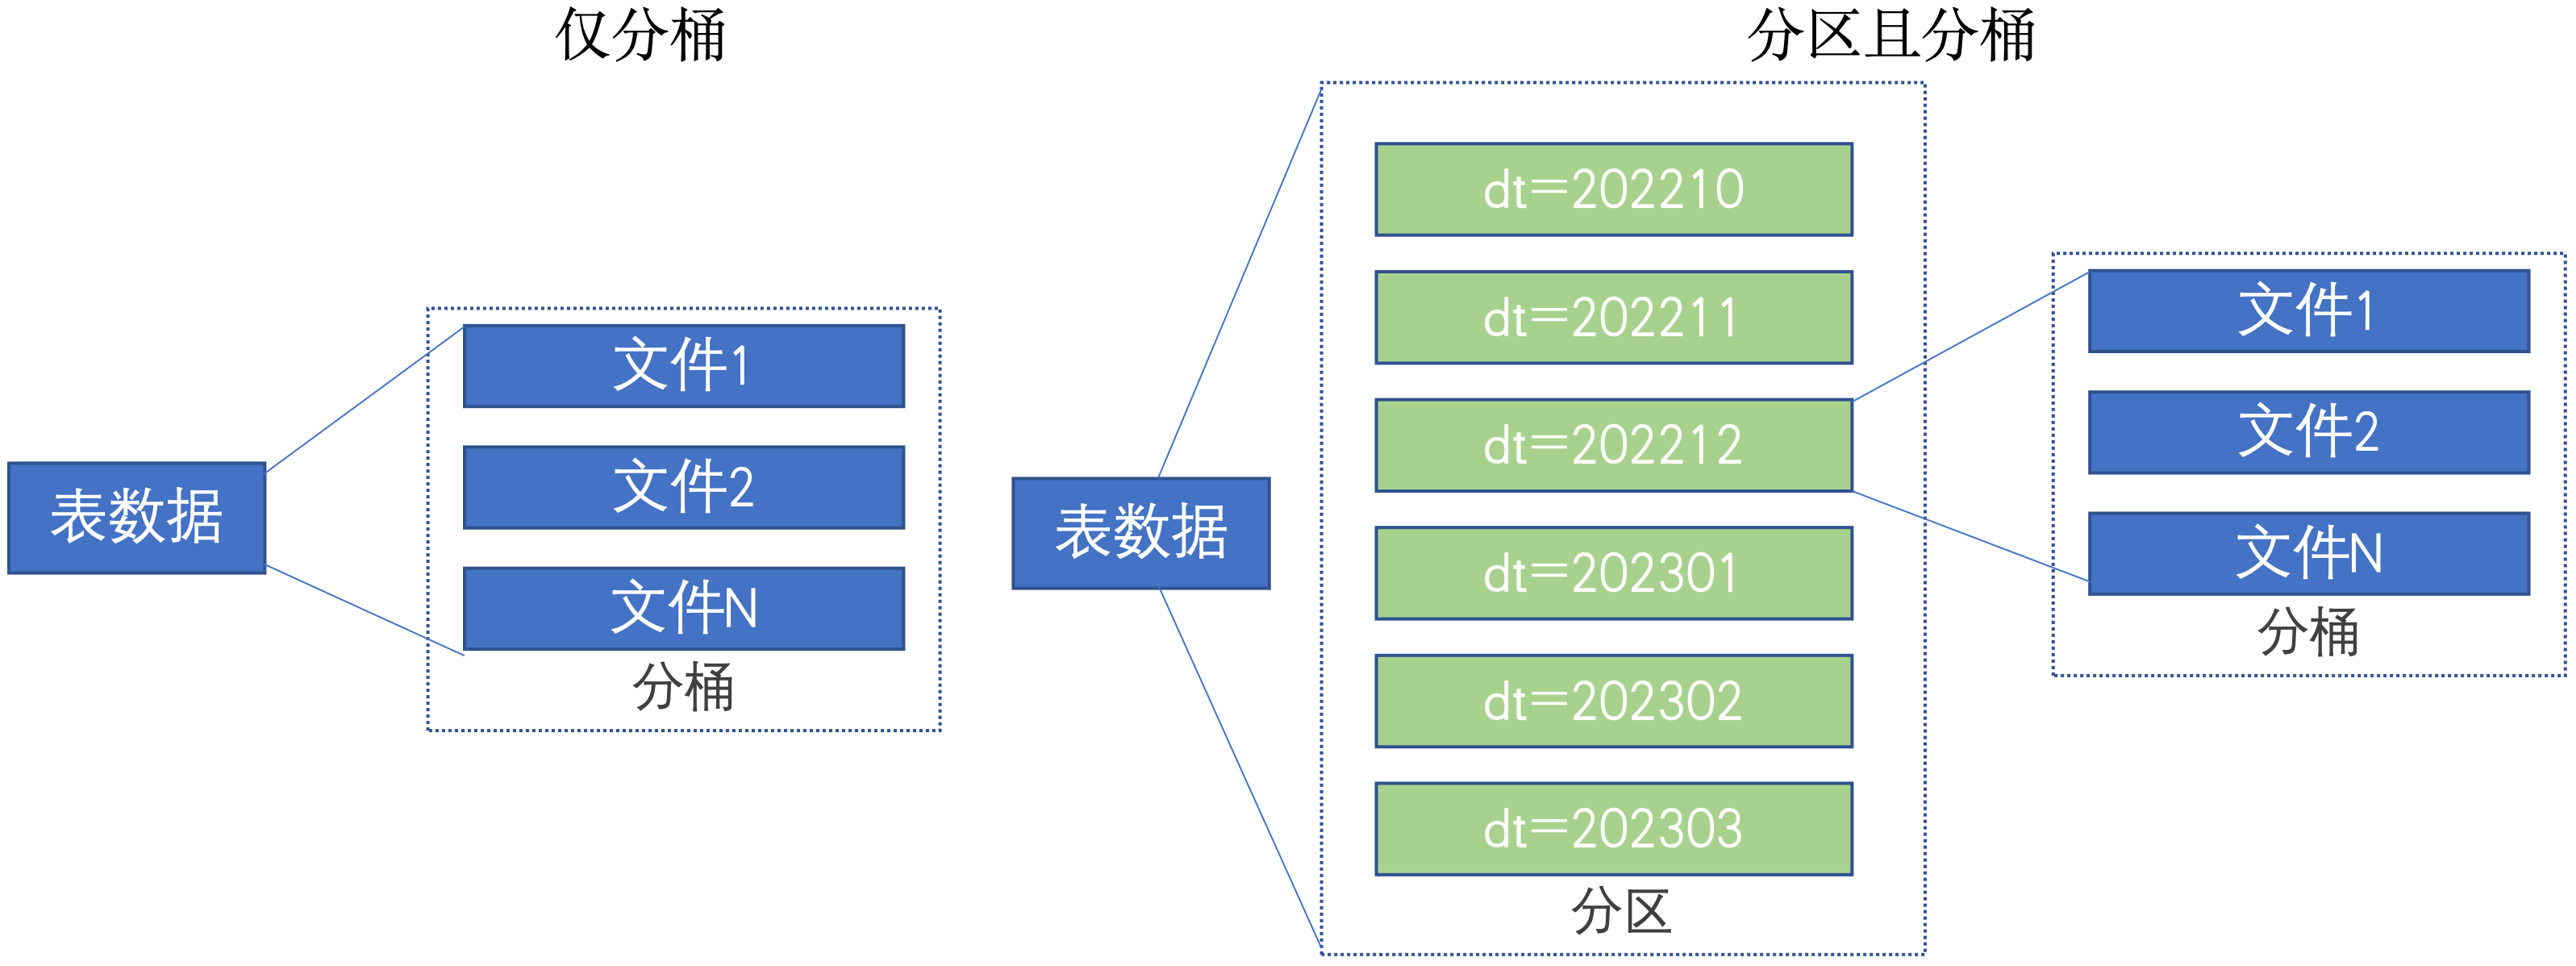 仅分桶
表数据
文件1
文件2
文件N
分桶
分区且分桶
表数据
dt=202210
dt=202211
dt=202212
dt=202301
dt=202302
dt=202303
分区
文件1
文件2
文件N
分桶